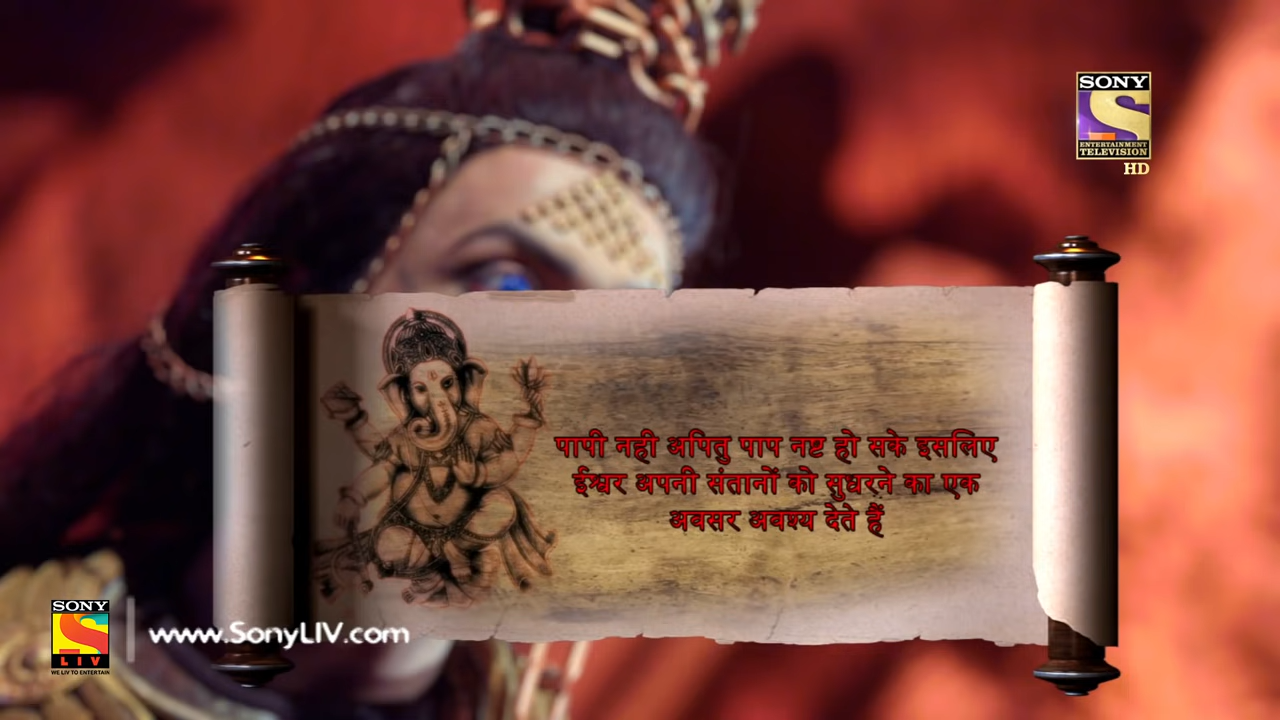 SONY
ENTERTAINMENT
TELEVISION
HD
पापी नही अपितु पाप नष्ट हो सके इसलिए
ईश्वर अपनी संतानों को सुधरने का एक
अवसर अवश्य देते हैं
SONY
LIV
WE LIV TO ENTERTAIN
www.SonyLIV.com